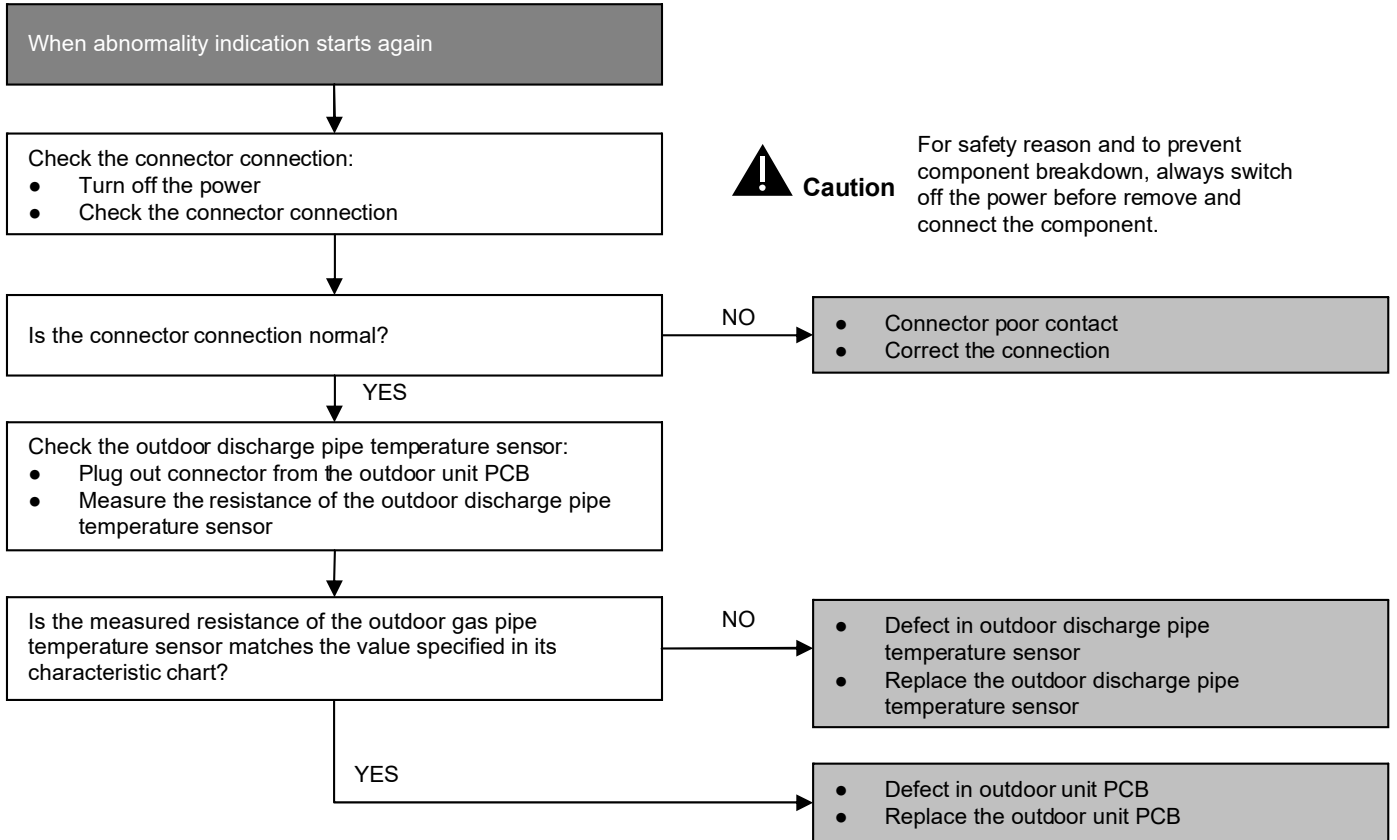 When abnormality indication starts again
Check the connector connection:
● Turn off the power
● Check the connector connection
Caution
For safety reason and to prevent
component breakdown, always switch
off the power before remove and
connect the component.
Is the connector connection normal?
NO
● Connector poor contact
● Correct the connection
YES
Check the outdoor discharge pipe temperature sensor:
● Plug out connector from the outdoor unit PCB
● Measure the resistance of the outdoor discharge pipe
temperature sensor
Is the measured resistance of the outdoor gas pipe
temperature sensor matches the value specified in its
characteristic chart?
NO
● Defect in outdoor discharge pipe
temperature sensor
● Replace the outdoor discharge pipe
temperature sensor
YES
● Defect in outdoor unit PCB
● Replace the outdoor unit PCB